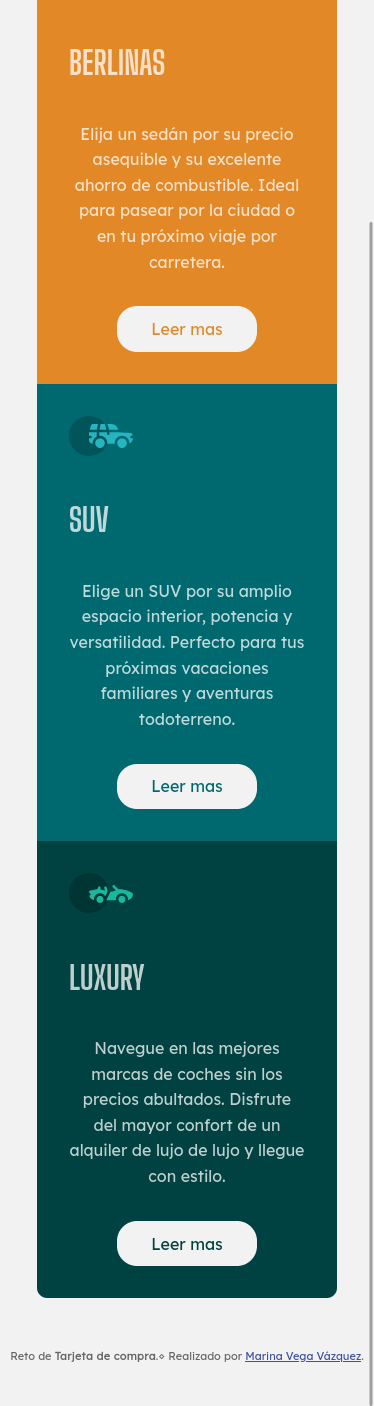 BERLINAS
Elija un sedán por su precio
asequible y su excelente
ahorro de combustible. Ideal
para pasear por la ciudad o
en tu próximo viaje por
carretera.
Leer mas
SUV
Elige un SUV por su amplio
espacio interior, potencia y
versatilidad. Perfecto para tus
próximas vacaciones
familiares y aventuras
todoterreno.
Leer mas
LUXURY
Navegue en las mejores
marcas de coches sin los
precios abultados. Disfrute
del mayor confort de un
alquiler de lujo de lujo y llegue
con estilo.
Leer mas
Reto de Tarjeta de compra.⋄ Realizado por Marina Vega Vázquez.